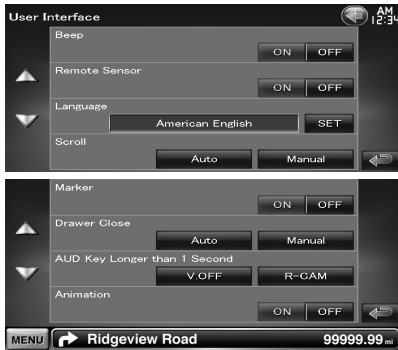 User Interface
AM
12:34
Beep
ON OFF
Remote Sensor
ON OFF
Language
American English SET
Scroll
Auto Manual
Marker
ON OFF
Drawer Close
Auto Manual
AUD Key Longer than 1 Second
V.OFF R-CAM
Animation
ON OFF
MENU Ridgeview Road 99999.99 mi